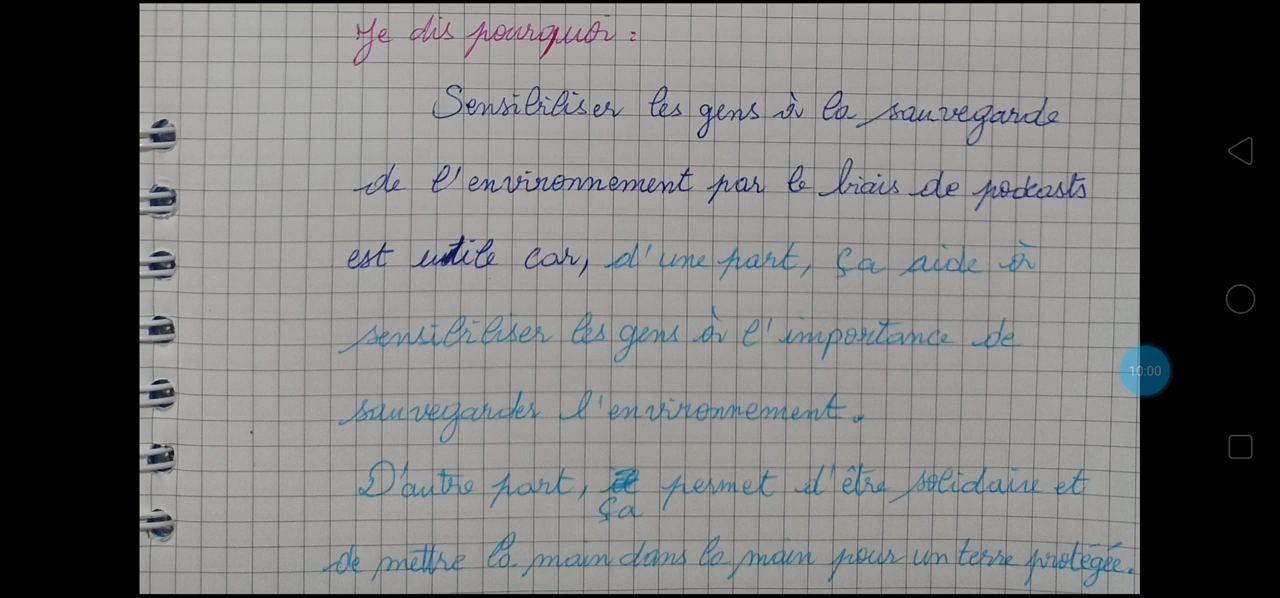 Je dis pourquoi :
Sensibiliser les gens à la sauvegarde
de l'environnement par le biais de podcasts
est utile car, d'une part, ça aide à
sensibiliser les gens à l'importance de
sauvegarder l'environnement.
D'autre part, ça permet d'être solidaire et
de mettre la main dans la main pour un terre protégée.
10:00